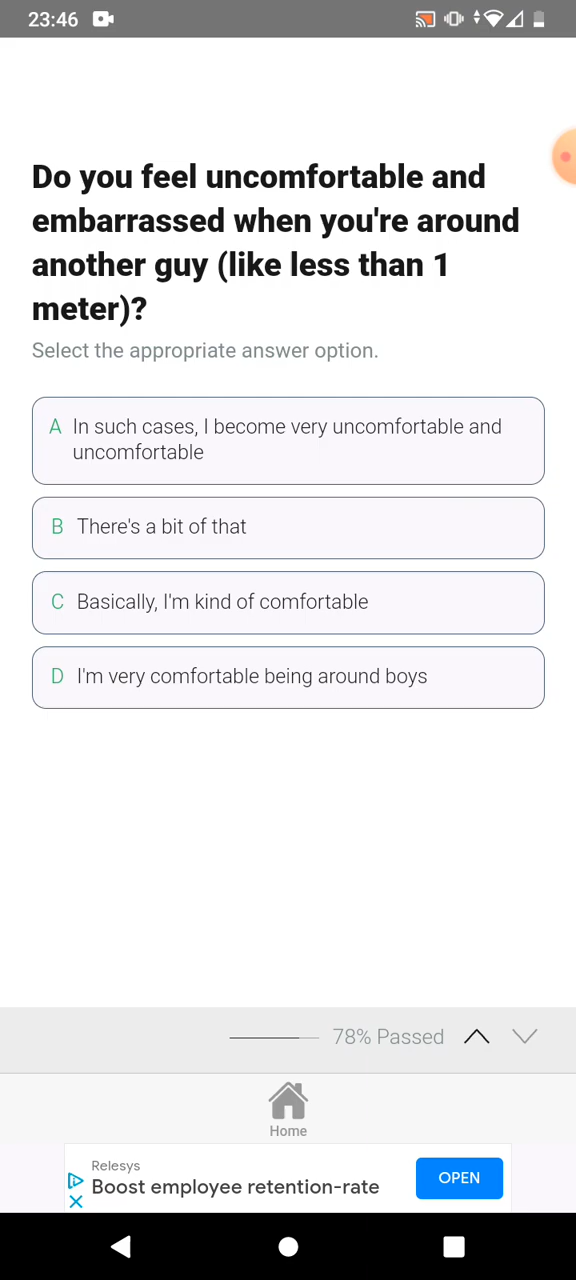 23:46
Do you feel uncomfortable and
embarrassed when you're around
another guy (like less than 1
meter)?
Select the appropriate answer option.
A In such cases, I become very uncomfortable and
uncomfortable
B There's a bit of that
C Basically, I'm kind of comfortable
D I'm very comfortable being around boys
78% Passed
Home
Relesys
Boost employee retention-rate
OPEN